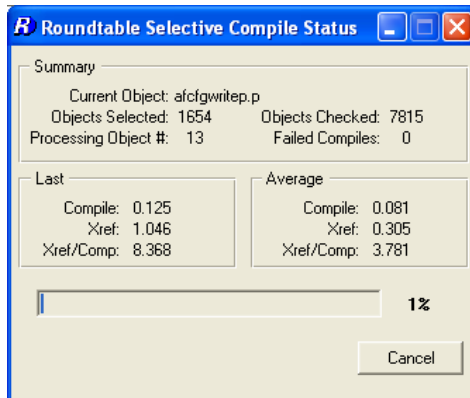 R Roundtable Selective Compile Status
Summary
Current Object: afcfgwritep.p
Objects Selected: 1654 Objects Checked: 7815
Processing Object #: 13 Failed Compiles: 0
Last
Compile: 0.125
Xref: 1.046
Xref/Comp: 8.368
Average
Compile: 0.081
Xref: 0.305
Xref/Comp: 3.781
1%
Cancel